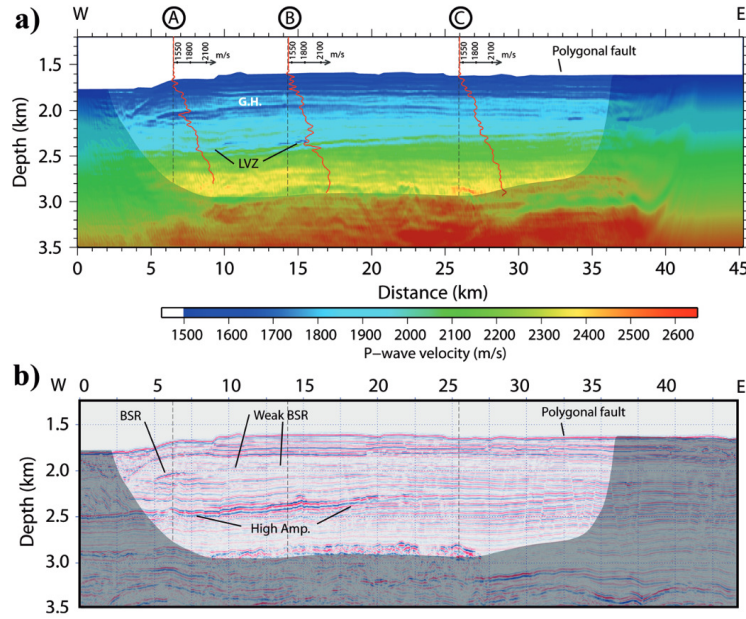 a)
W
A
B
C
E
1550
1800
2100
m/s
1550
1800
2100
m/s
1550
1800
2100
m/s
Polygonal fault
G.H.
LVZ
Depth (km)
1.5
2.0
2.5
3.0
3.5
0 5 10 15 20 25 30 35 40 45
Distance (km)
1500 1600 1700 1800 1900 2000 2100 2200 2300 2400 2500 2600
P−wave velocity (m/s)
b)
W
0 5 10 15 20 25 30 35
E
BSR
Weak BSR
Polygonal fault
High Amp.
Depth (km)
1.5
2.0
2.5
3.0
3.5